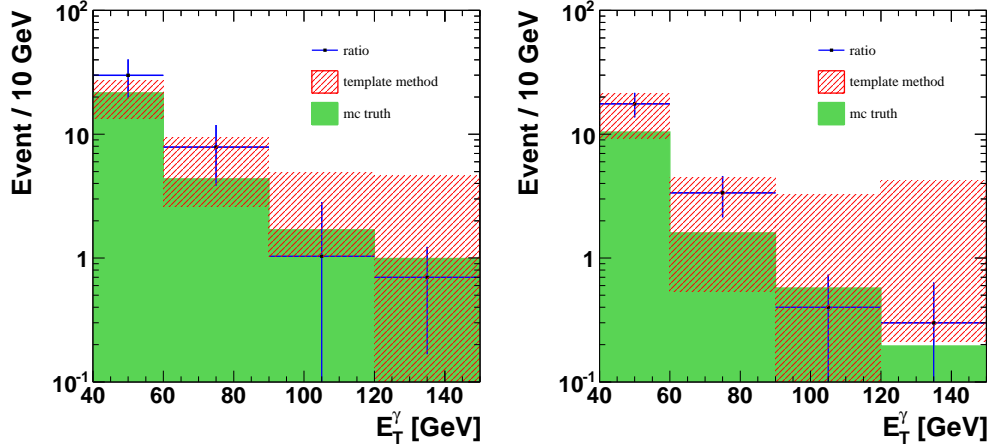 Event / 10 GeV
10²
10
1
10⁻¹
ratio
template method
mc truth
40 60 80 100 120 140
E_T^γ [GeV]
Event / 10 GeV
10²
10
1
10⁻¹
ratio
template method
mc truth
40 60 80 100 120 140
E_T^γ [GeV]